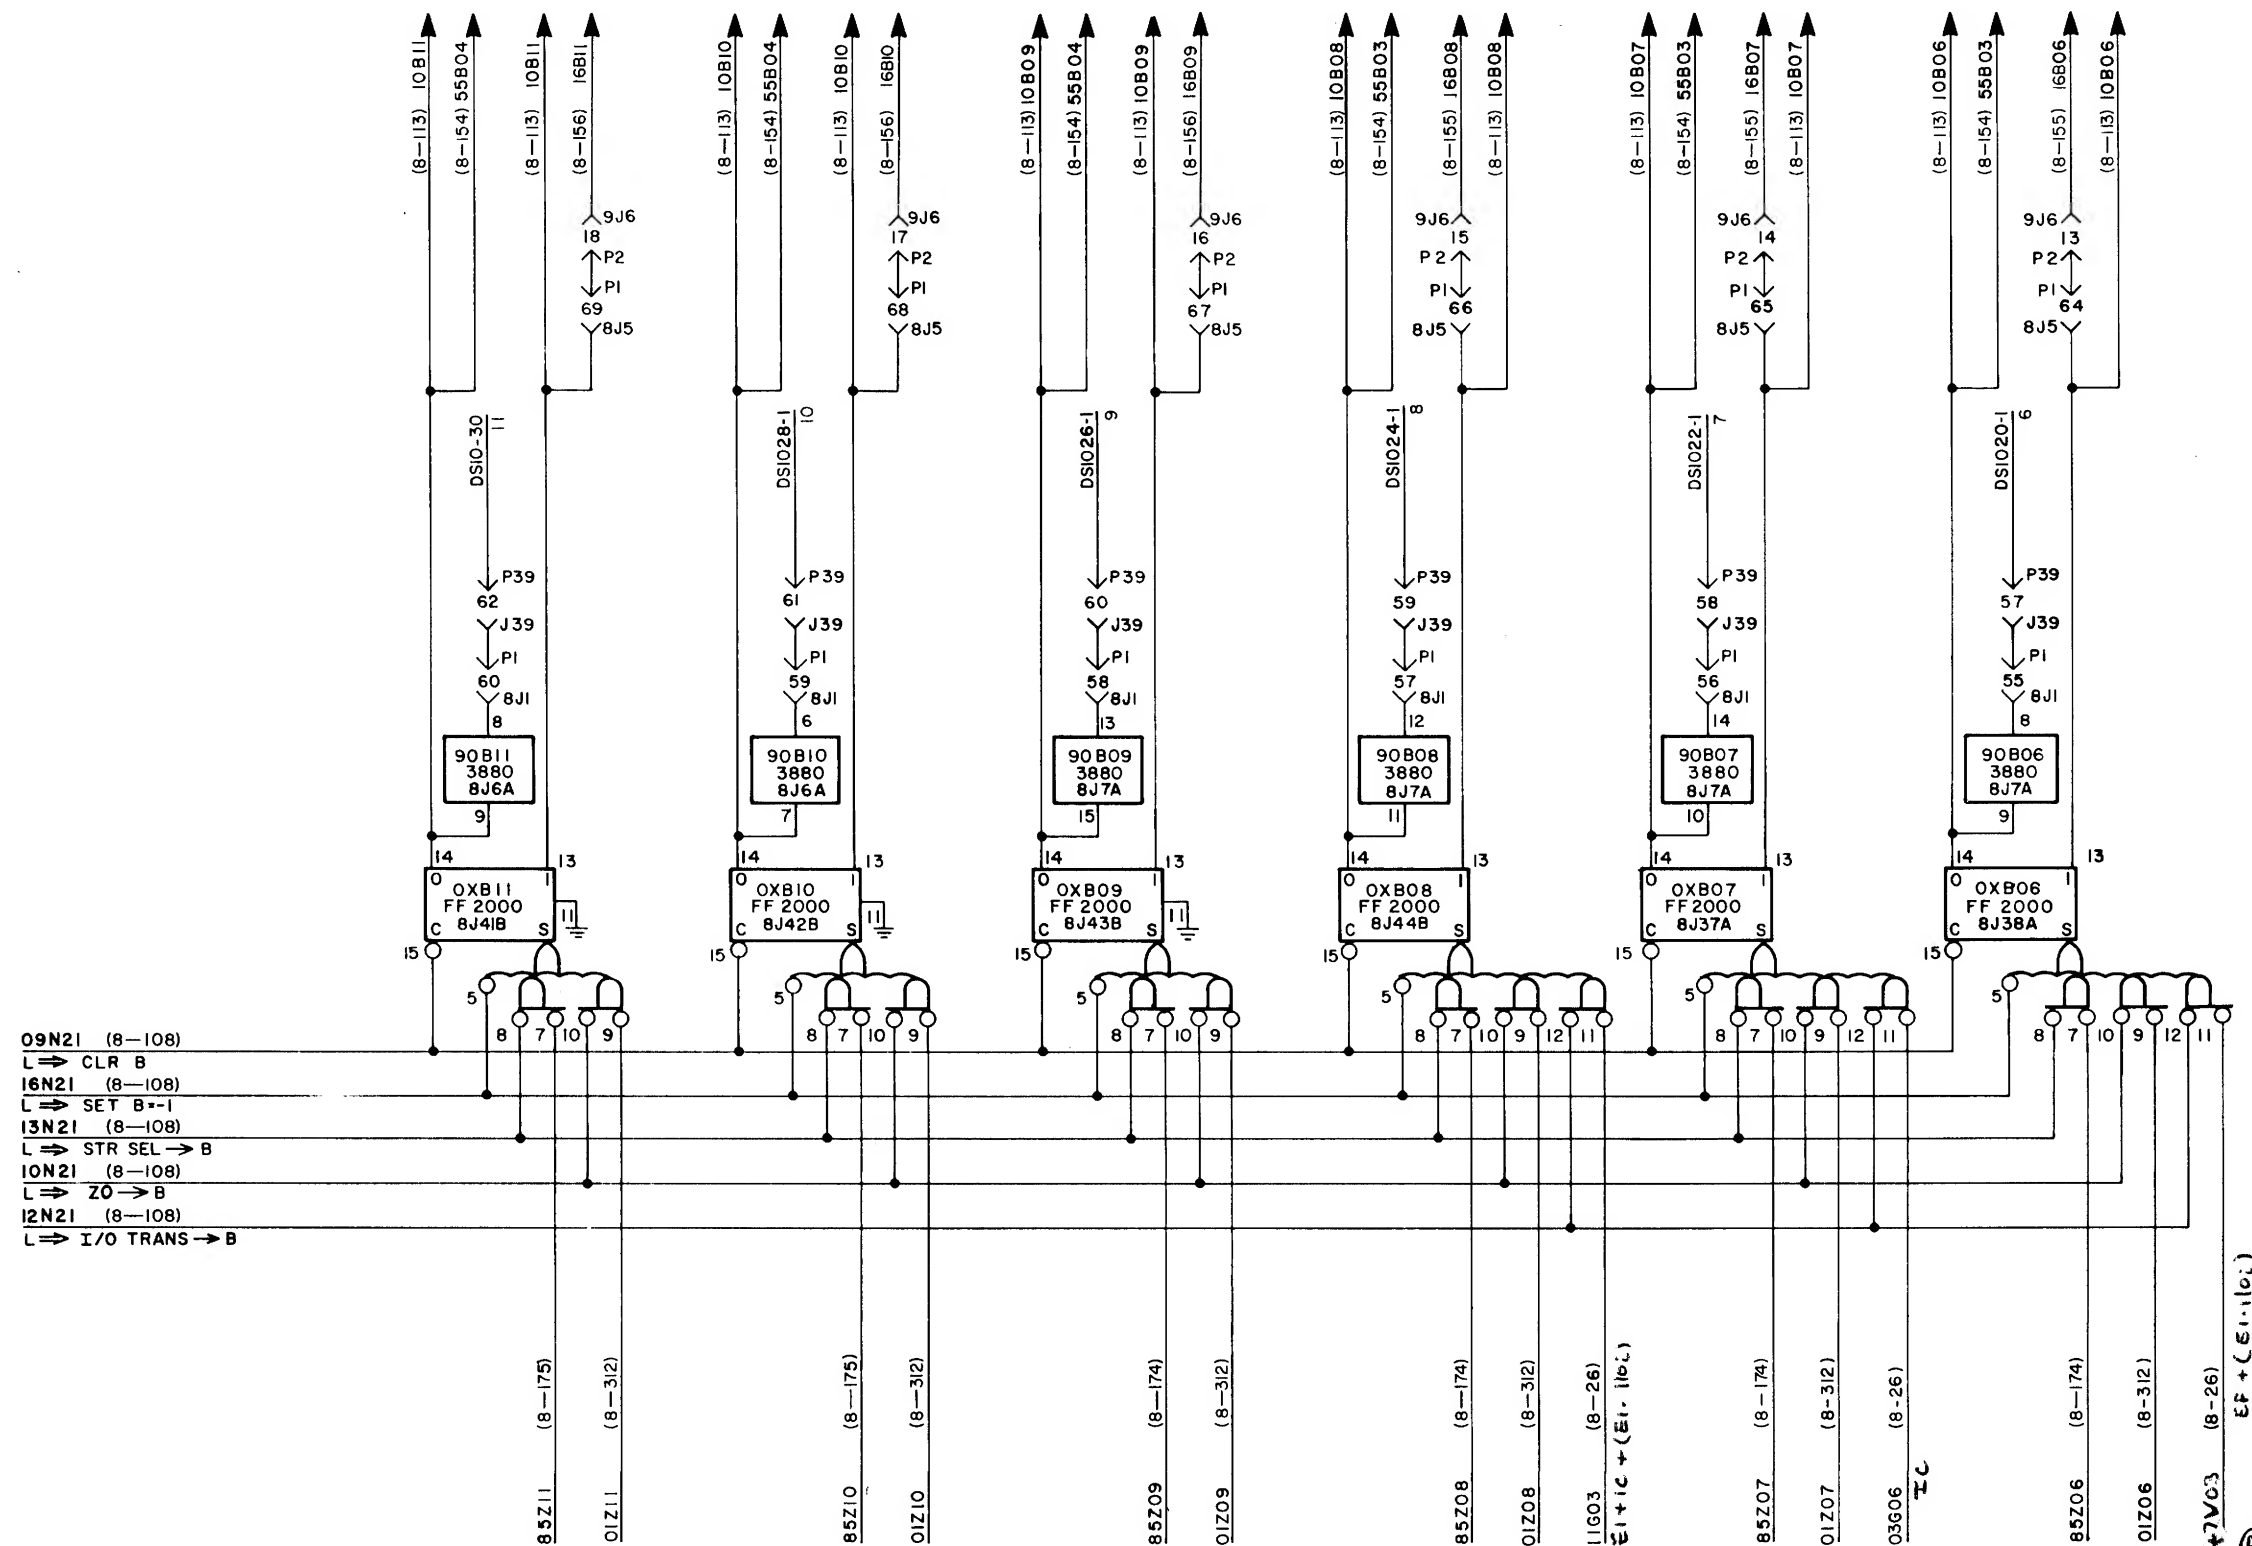 (8-113) 10B11
(8-154) 55B04
(8-113) 10B11
(8-156) 16B11
(8-113) 10B10
(8-154) 55B04
(8-113) 10B10
(8-156) 16B10
(8-113) 10B09
(8-154) 55B04
(8-113) 10B09
(8-156) 16B09
(8-113) 10B08
(8-154) 55B03
(8-155) 16B08
(8-113) 10B08
(8-113) 10B07
(8-154) 55B03
(8-155) 16B07
(8-113) 10B07
(8-113) 10B06
(8-154) 55B03
(8-155) 16B06
(8-113) 10B06
9J6 9J6 9J6 9J6 9J6 9J6
18 17 16 15 14 13
P2 P2 P2 P2 P2 P2
P1 P1 P1 P1 P1 P1
69 68 67 66 65 64
8J5 8J5 8J5 8J5 8J5 8J5
DS10-30
11
DS1028-1
10
DS1026-1
9
DS1024-1
8
DS1022-1
7
DS1020-1
6
P39 P39 P39 P39 P39 P39
62 61 60 59 58 57
J39 J39 J39 J39 J39 J39
P1 P1 P1 P1 P1 P1
60 59 58 57 56 55
8J1 8J1 8J1 8J1 8J1 8J1
8 6 13 12 14 8
90B11 90B10 90B09 90B08 90B07 90B06
3880 3880 3880 3880 3880 3880
8J6A 8J6A 8J7A 8J7A 8J7A 8J7A
9 7 15 11 10 9
14 13 14 13 14 13 14 13 14 13 14 13
0 1 0 1 0 1 0 1 0 1 0 1
0XB11 0XB10 0XB09 0XB08 0XB07 0XB06
FF 2000 FF 2000 FF 2000 FF 2000 FF 2000 FF 2000
11 11 11
8J41B 8J42B 8J43B 8J44B 8J37A 8J38A
C S C S C S C S C S C S
15 15 15 15 15 15
5 5 5 5 5 5
8 7 10 9 8 7 10 9 8 7 10 9 8 7 10 9 12 11 8 7 10 9 12 11 8 7 10 9 12 11
09N21 (8-108)
L ⇒ CLR B
16N21 (8-108)
L ⇒ SET B=-1
13N21 (8-108)
L ⇒ STR SEL → B
10N21 (8-108)
L ⇒ Z0 → B
12N21 (8-108)
L ⇒ I/O TRANS → B
85Z11 (8-175)
01Z11 (8-312)
85Z10 (8-175)
01Z10 (8-312)
85Z09 (8-174)
01Z09 (8-312)
85Z08 (8-174)
01Z08 (8-312)
11G03 (8-26)
85Z07 (8-174)
01Z07 (8-312)
03G06 (8-26)
IC
85Z06 (8-174)
01Z06 (8-312)
(8-26)